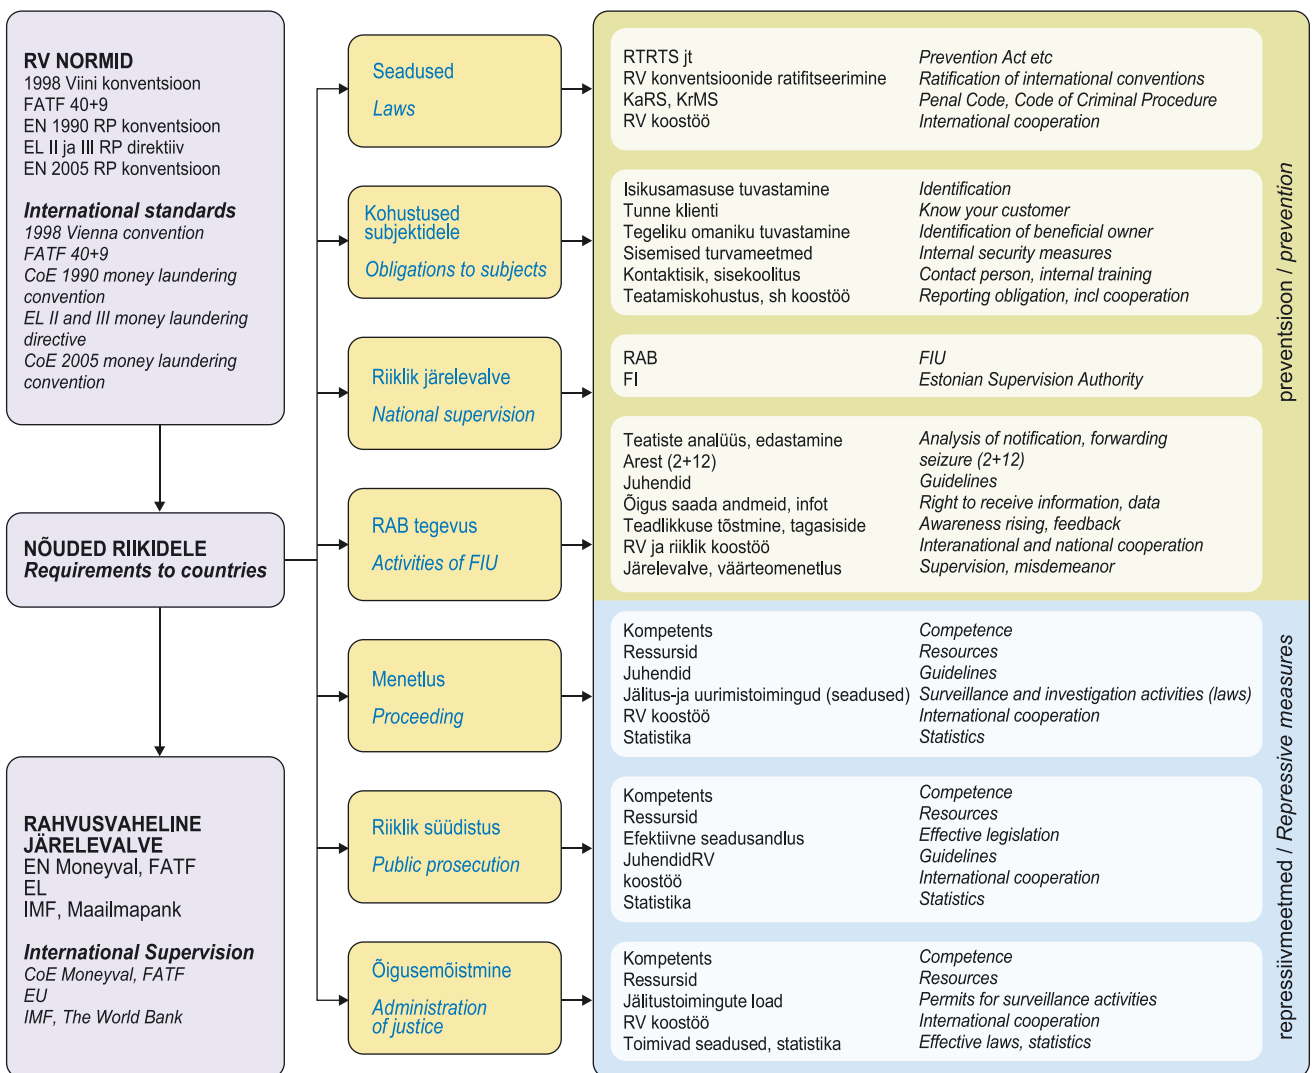 RV NORMID
1998 Viini konventsioon
FATF 40+9
EN 1990 RP konventsioon
EL II ja III RP direktiiv
EN 2005 RP konventsioon
International standards
1998 Vienna convention
FATF 40+9
CoE 1990 money laundering
convention
EL II and III money laundering
directive
CoE 2005 money laundering
convention
NÕUDED RIIKIDELE
Requirements to countries
RAHVUSVAHELINE
JÄRELEVALVE
EN Moneyval, FATF
EL
IMF, Maailmapank
International Supervision
CoE Moneyval, FATF
EU
IMF, The World Bank
Seadused
Laws
Kohustused
subjektidele
Obligations to subjects
Riiklik järelevalve
National supervision
RAB tegevus
Activities of FIU
Menetlus
Proceeding
Riiklik süüdistus
Public prosecution
Õigusemõistmine
Administration
of justice
RTRTS jt Prevention Act etc
RV konventsioonide ratifitseerimine Ratification of international conventions
KaRS, KrMS Penal Code, Code of Criminal Procedure
RV koostöö International cooperation
Isikusamasuse tuvastamine Identification
Tunne klienti Know your customer
Tegeliku omaniku tuvastamine Identification of beneficial owner
Sisemised turvameetmed Internal security measures
Kontaktisik, sisekoolitus Contact person, internal training
Teatamiskohustus, sh koostöö Reporting obligation, incl cooperation
RAB FIU
FI Estonian Supervision Authority
Teatiste analüüs, edastamine Analysis of notification, forwarding
Arest (2+12) seizure (2+12)
Juhendid Guidelines
Õigus saada andmeid, infot Right to receive information, data
Teadlikkuse tõstmine, tagasiside Awareness rising, feedback
RV ja riiklik koostöö Interanational and national cooperation
Järelevalve, väärteomenetlus Supervision, misdemeanor
preventsioon / prevention
Kompetents Competence
Ressursid Resources
Juhendid Guidelines
Jälitus-ja uurimistoimingud (seadused) Surveillance and investigation activities (laws)
RV koostöö International cooperation
Statistika Statistics
Kompetents Competence
Ressursid Resources
Efektiivne seadusandlus Effective legislation
JuhendidRV Guidelines
koostöö International cooperation
Statistika Statistics
Kompetents Competence
Ressursid Resources
Jälitustoimingute load Permits for surveillance activities
RV koostöö International cooperation
Toimivad seadused, statistika Effective laws, statistics
repressiivmeetmed / Repressive measures